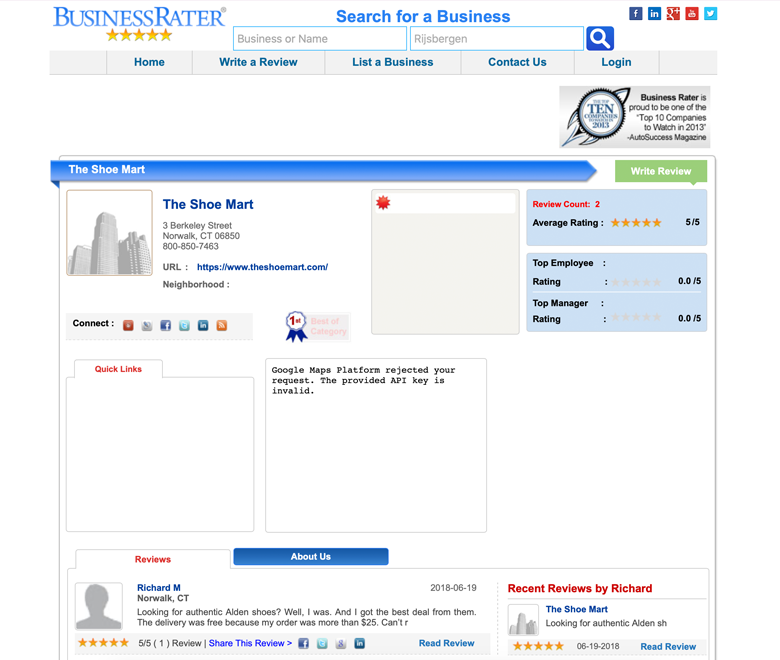 BUSINESSRATER®
Search for a Business
Business or Name
Rijsbergen
Home
Write a Review
List a Business
Contact Us
Login
THE TOP
TEN
COMPANIES
TO WATCH IN
2013
Business Rater is
proud to be one of the
"Top 10 Companies
to Watch in 2013"
-AutoSuccess Magazine
The Shoe Mart
Write Review
The Shoe Mart
3 Berkeley Street
Norwalk, CT 06850
800-850-7463
URL : https://www.theshoemart.com/
Neighborhood :
Connect :
1st
Best of
Category
Review Count: 2
Average Rating : 5/5
Top Employee :
Rating : 0.0 /5
Top Manager :
Rating : 0.0 /5
Quick Links
Google Maps Platform rejected your
request. The provided API key is
invalid.
Reviews
About Us
Richard M 2018-06-19
Norwalk, CT
Looking for authentic Alden shoes? Well, I was. And I got the best deal from them.
The delivery was free because my order was more than $25. Can't r
5/5 ( 1 ) Review | Share This Review > Read Review
Recent Reviews by Richard
The Shoe Mart
Looking for authentic Alden sh
06-19-2018 Read Review